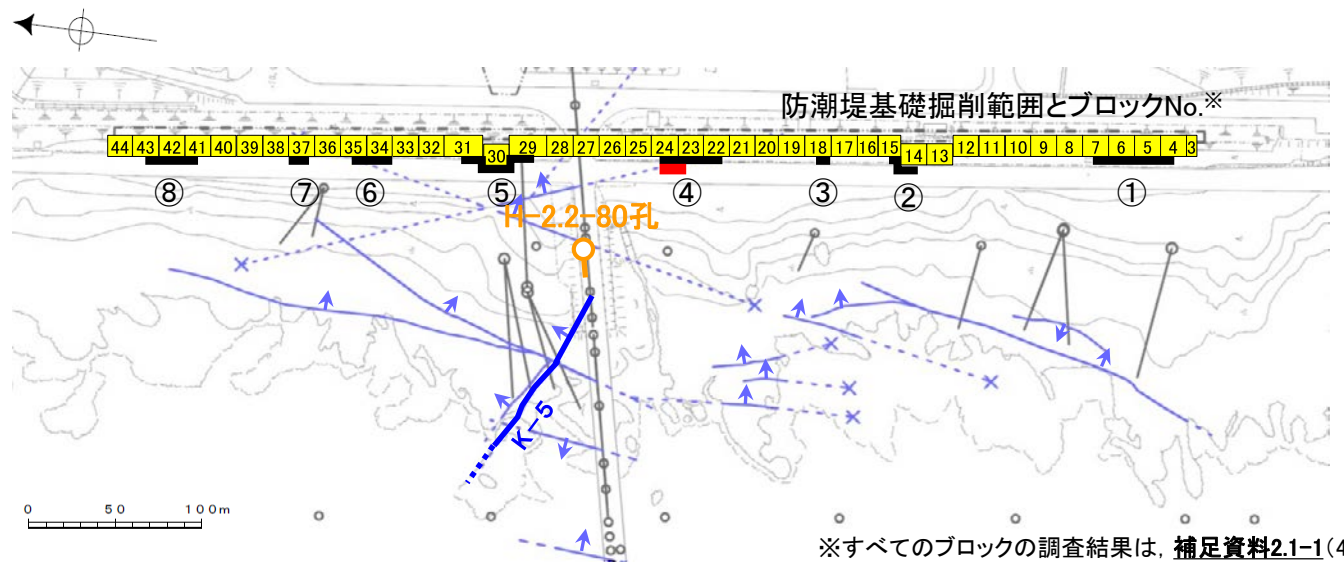 防潮堤基礎掘削範囲とブロックNo.※
44 43 42 41 40 39 38 37 36 35 34 33 32 31 30 29 28 27 26 25 24 23 22 21 20 19 18 17 16 15 14 13 12 11 10 9 8 7 6 5 4 3
⑧ ⑦ ⑥ ⑤ ④ ③ ② ①
H-2.2-80孔
K-5
0 50 100m
※すべてのブロックの調査結果は，補足資料2.1-1(4